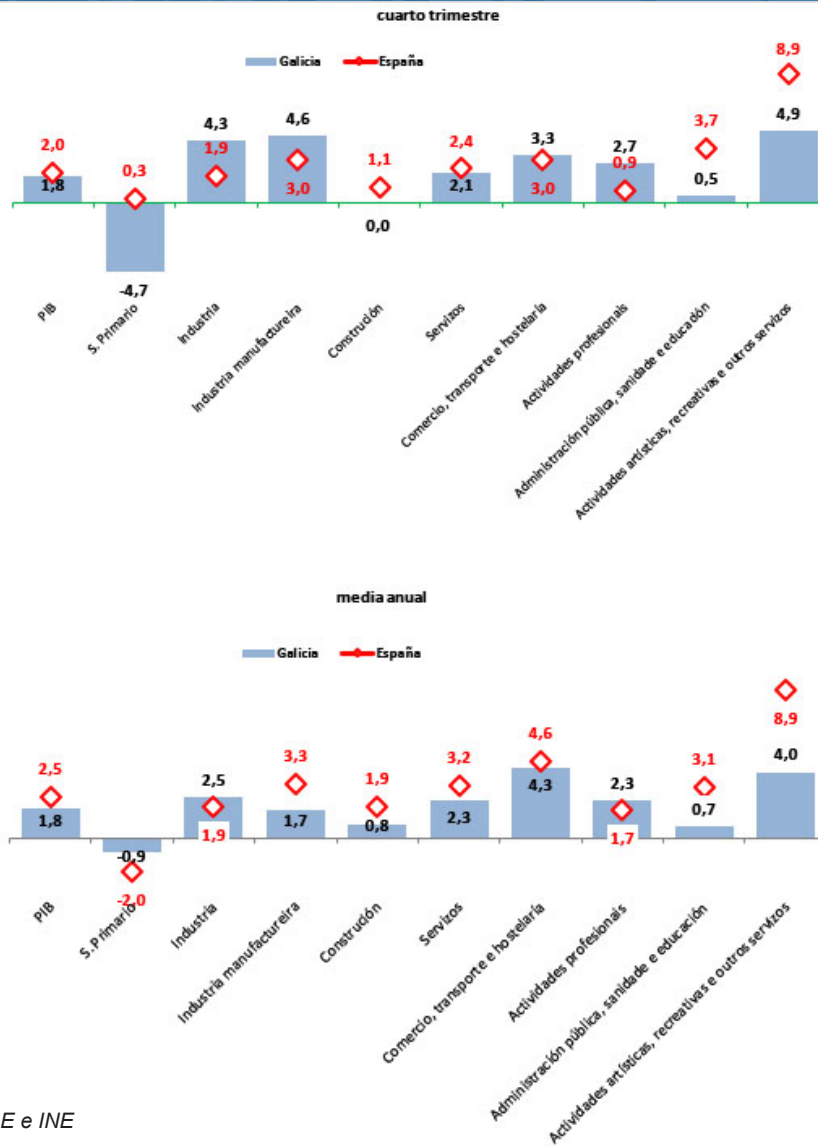 cuarto trimestre
Galicia España
8,9
4,9
4,6
4,3
3,7
3,3
2,7
2,4
2,0
1,9
1,1
0,9
0,5
0,3
1,8
3,0
2,1
3,0
0,0
-4,7
PIB
S. Primario
Industria
Industria manufactureira
Construción
Servizos
Comercio, transporte e hostelaría
Actividades profesionais
Administración pública, sanidade e educación
Actividades artísticas, recreativas e outros servizos
media anual
Galicia España
8,9
4,6
4,0
3,3
3,2
3,1
2,5
2,5
2,3
1,9
4,3
0,7
1,8
1,7
0,8
2,3
1,9
1,7
-0,9
-2,0
PIB
S. Primario
Industria
Industria manufactureira
Construción
Servizos
Comercio, transporte e hostelaría
Actividades profesionais
Administración pública, sanidade e educación
Actividades artísticas, recreativas e outros servizos
E e INE